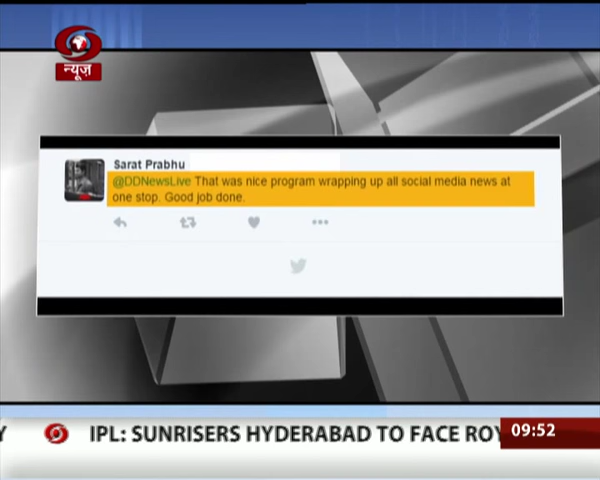 न्यूज़
Sarat Prabhu
@DDNewsLive That was nice program wrapping up all social media news at
one stop. Good job done.
Y IPL: SUNRISERS HYDERABAD TO FACE ROY
09:52